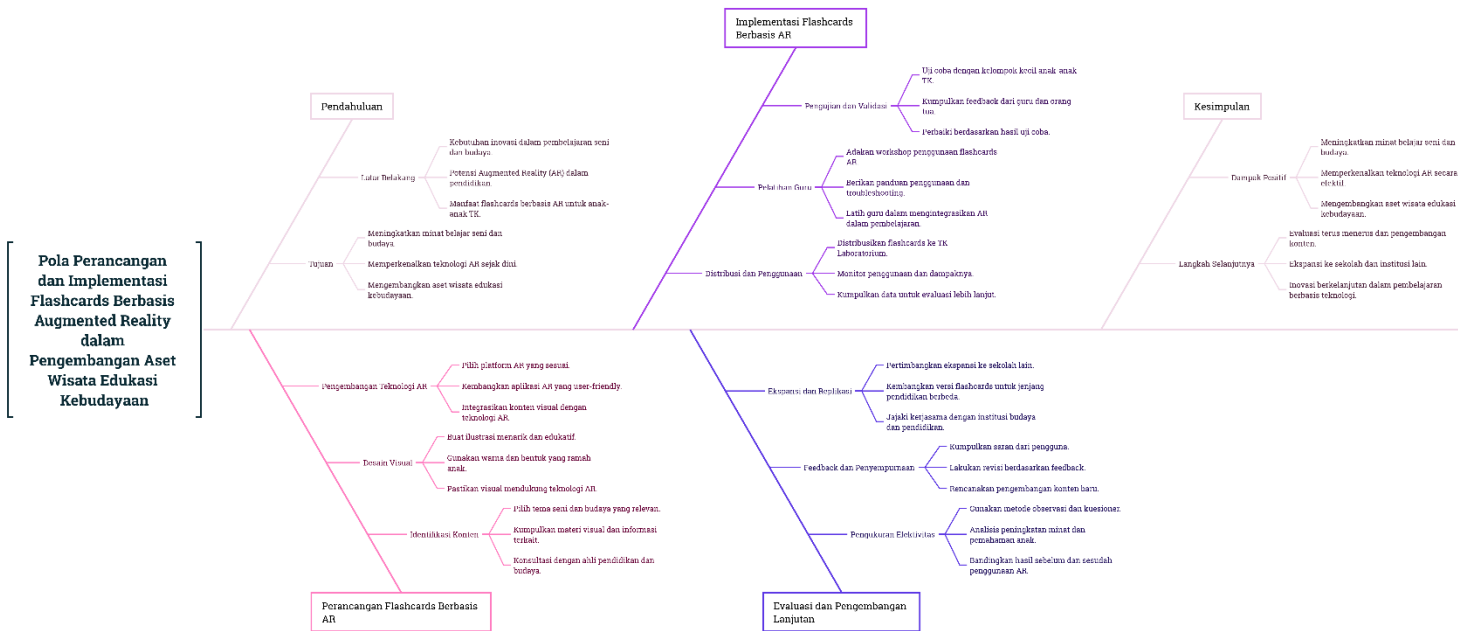 Pola Perancangan
dan Implementasi
Flashcards Berbasis
Augmented Reality
dalam
Pengembangan Aset
Wisata Edukasi
Kebudayaan
Pendahuluan
Latar Belakang
Kebutuhan inovasi dalam pembelajaran seni
dan budaya.
Potensi Augmented Reality (AR) dalam
pendidikan.
Manfaat flashcards berbasis AR untuk anak-
anak TK.
Tujuan
Meningkatkan minat belajar seni dan
budaya.
Memperkenalkan teknologi AR sejak dini.
Mengembangkan aset wisata edukasi
kebudayaan.
Implementasi Flashcards
Berbasis AR
Pengujian dan Validasi
Uji coba dengan kelompok kecil anak-anak
TK.
Kumpulkan feedback dari guru dan orang
tua.
Perbaiki berdasarkan hasil uji coba.
Pelatihan Guru
Adakan workshop penggunaan flashcards
AR.
Berikan panduan penggunaan dan
troubleshooting.
Latih guru dalam mengintegrasikan AR
dalam pembelajaran.
Distribusi dan Penggunaan
Distribusikan flashcards ke TK
Laboratorium.
Monitor penggunaan dan dampaknya.
Kumpulkan data untuk evaluasi lebih lanjut.
Kesimpulan
Dampak Positif
Meningkatkan minat belajar seni dan
budaya.
Memperkenalkan teknologi AR secara
efektif.
Mengembangkan aset wisata edukasi
kebudayaan.
Langkah Selanjutnya
Evaluasi terus menerus dan pengembangan
konten.
Ekspansi ke sekolah dan institusi lain.
Inovasi berkelanjutan dalam pembelajaran
berbasis teknologi.
Pengembangan Teknologi AR
Pilih platform AR yang sesuai.
Kembangkan aplikasi AR yang user-friendly.
Integrasikan konten visual dengan
teknologi AR.
Desain Visual
Buat ilustrasi menarik dan edukatif.
Gunakan warna dan bentuk yang ramah
anak.
Pastikan visual mendukung teknologi AR.
Identifikasi Konten
Pilih tema seni dan budaya yang relevan.
Kumpulkan materi visual dan informasi
terkait.
Konsultasi dengan ahli pendidikan dan
budaya.
Perancangan Flashcards Berbasis
AR
Ekspansi dan Replikasi
Pertimbangkan ekspansi ke sekolah lain.
Kembangkan versi flashcards untuk jenjang
pendidikan berbeda.
Jajaki kerjasama dengan institusi budaya
dan pendidikan.
Feedback dan Penyempurnaan
Kumpulkan saran dari pengguna.
Lakukan revisi berdasarkan feedback.
Rencanakan pengembangan konten baru.
Pengukuran Efektivitas
Gunakan metode observasi dan kuesioner.
Analisis peningkatan minat dan
pemahaman anak.
Bandingkan hasil sebelum dan sesudah
penggunaan AR.
Evaluasi dan Pengembangan
Lanjutan